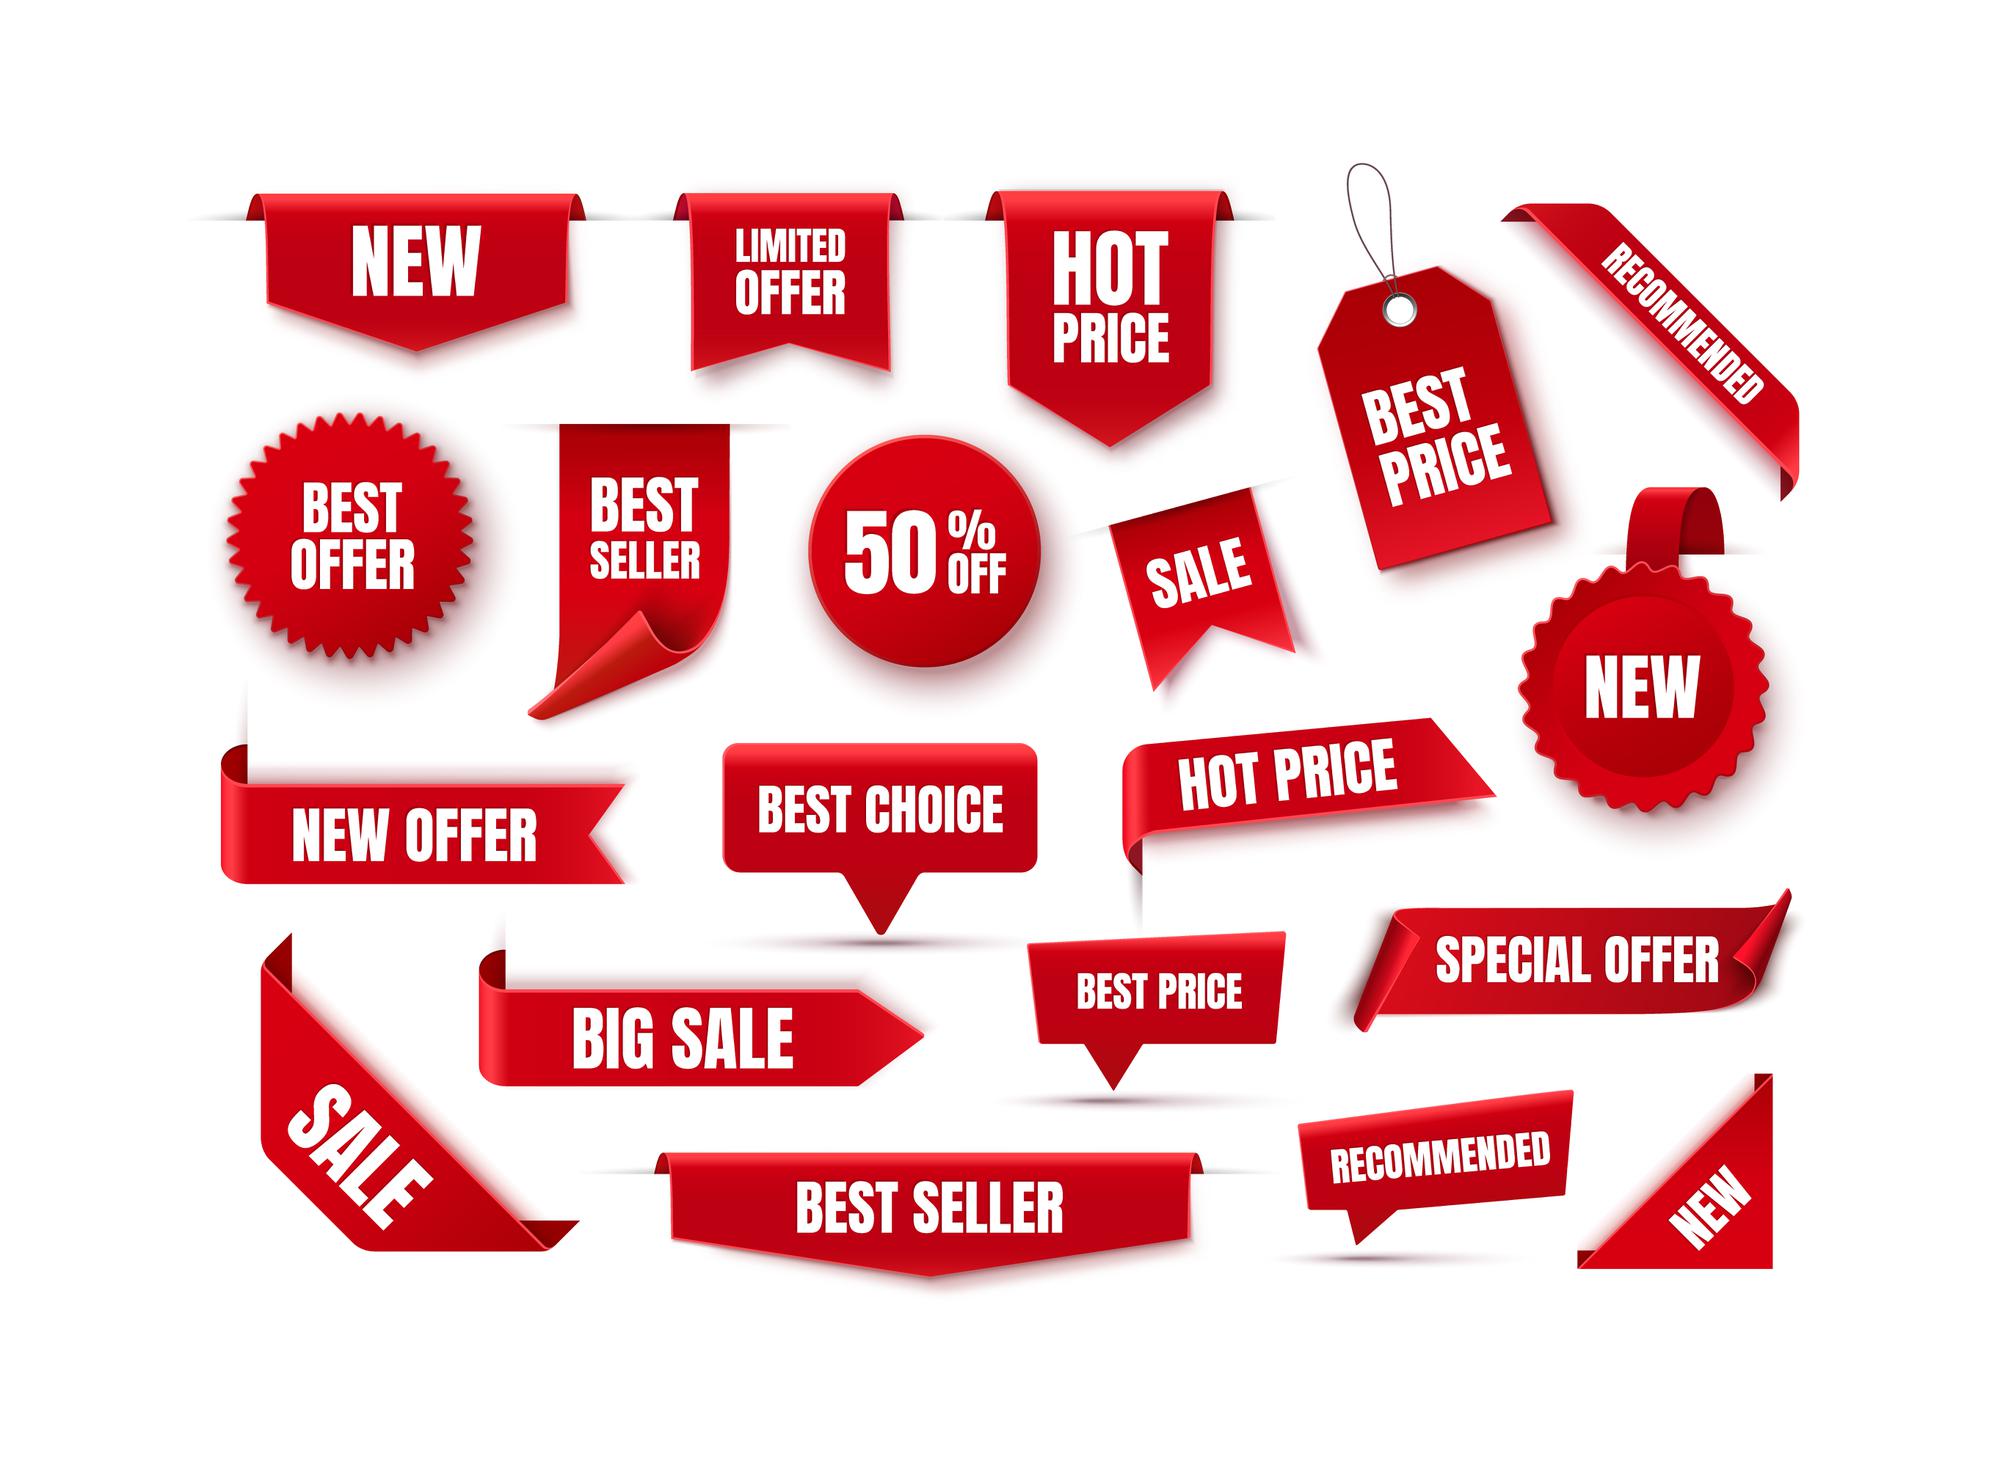 NEW
LIMITED
OFFER
HOT
PRICE
BEST
PRICE
RECOMMENDED
BEST
OFFER
BEST
SELLER
50%
OFF
SALE
NEW
NEW OFFER
BEST CHOICE
HOT PRICE
SALE
BIG SALE
BEST PRICE
SPECIAL OFFER
BEST SELLER
RECOMMENDED
NEW